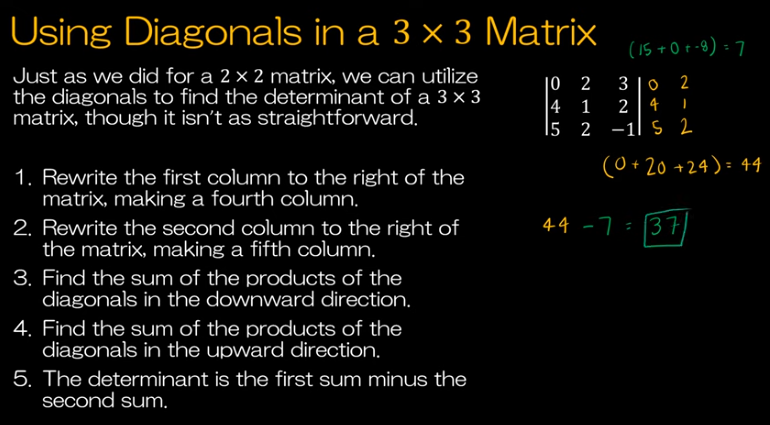 Using Diagonals in a 3 × 3 Matrix
(15 + 0 + -8) = 7
Just as we did for a 2 × 2 matrix, we can utilize
the diagonals to find the determinant of a 3 × 3
matrix, though it isn't as straightforward.
|0 2 3| 0 2
|4 1 2| 4 1
|5 2 −1| 5 2
(0 + 20 + 24) = 44
1. Rewrite the first column to the right of the
matrix, making a fourth column.
2. Rewrite the second column to the right of
the matrix, making a fifth column.
44 - 7 = 37
3. Find the sum of the products of the
diagonals in the downward direction.
4. Find the sum of the products of the
diagonals in the upward direction.
5. The determinant is the first sum minus the
second sum.